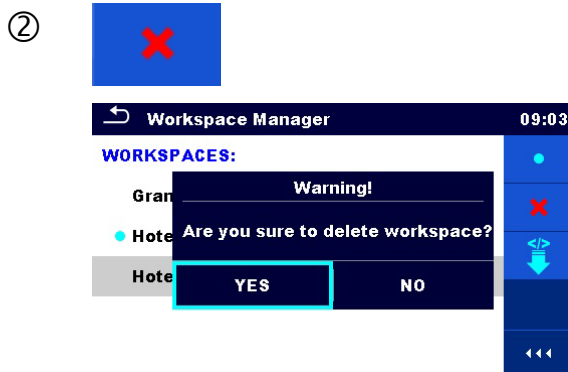 ②
Workspace Manager 09:03
WORKSPACES:
Gran
Warning!
Hote
Are you sure to delete workspace?
Hote
YES NO